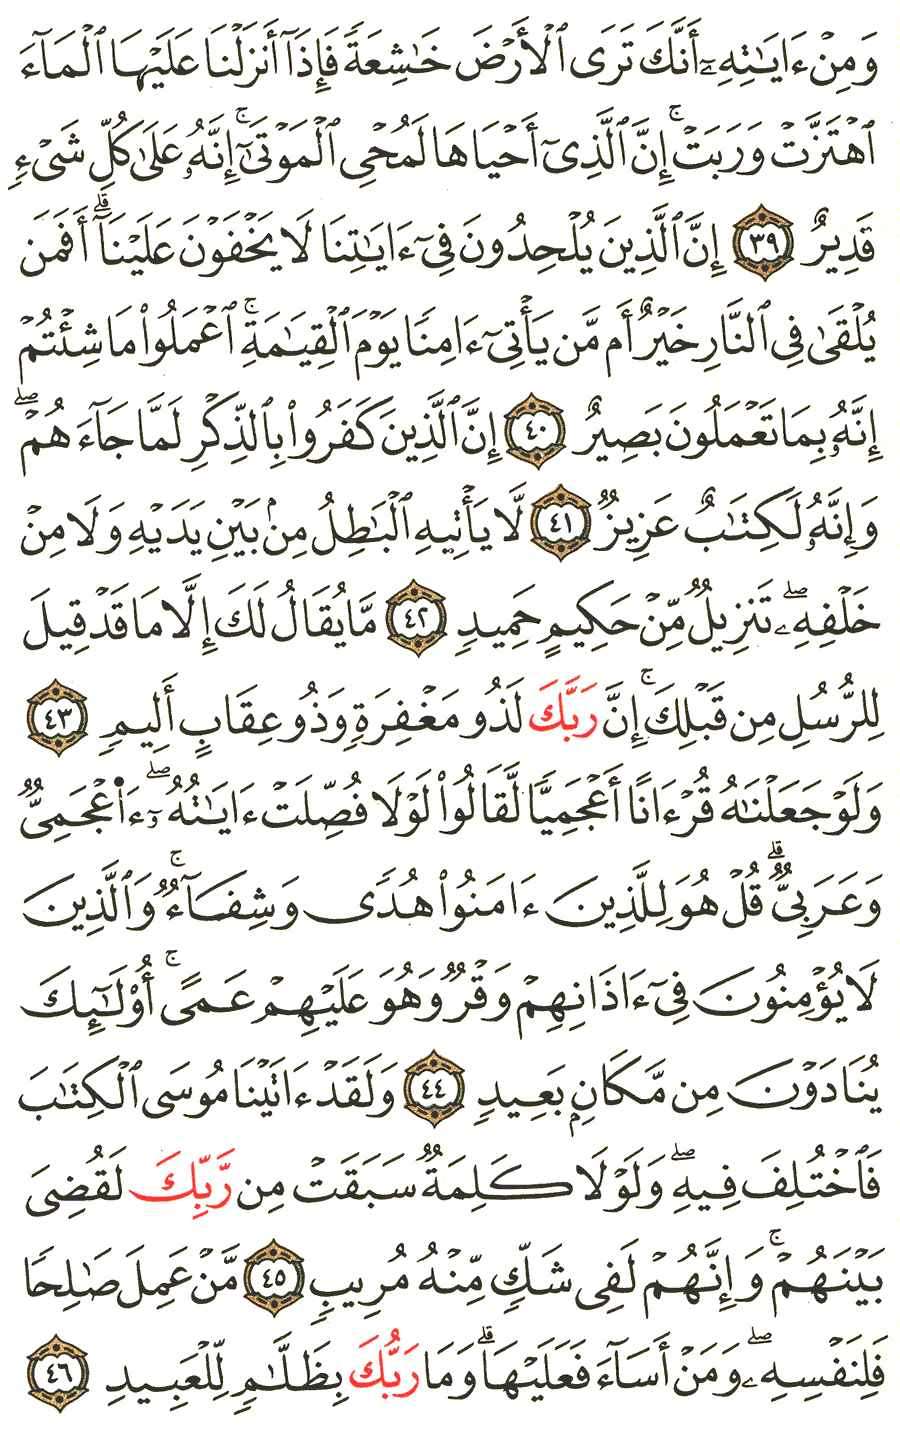 وَمِنْ ءَايَـٰتِهِۦٓ أَنَّكَ تَرَى ٱلْأَرْضَ خَـٰشِعَةً فَإِذَآ أَنزَلْنَا عَلَيْهَا ٱلْمَآءَ
ٱهْتَزَّتْ وَرَبَتْ ۚ إِنَّ ٱلَّذِىٓ أَحْيَاهَا لَمُحْىِ ٱلْمَوْتَىٰٓ ۚ إِنَّهُۥ عَلَىٰ كُلِّ شَىْءٍ
قَدِيرٌ ٣٩ إِنَّ ٱلَّذِينَ يُلْحِدُونَ فِىٓ ءَايَـٰتِنَا لَا يَخْفَوْنَ عَلَيْنَآ ۗ أَفَمَن
يُلْقَىٰ فِى ٱلنَّارِ خَيْرٌ أَم مَّن يَأْتِىٓ ءَامِنًا يَوْمَ ٱلْقِيَـٰمَةِ ۚ ٱعْمَلُوا۟ مَا شِئْتُمْ
إِنَّهُۥ بِمَا تَعْمَلُونَ بَصِيرٌ ٤٠ إِنَّ ٱلَّذِينَ كَفَرُوا۟ بِٱلذِّكْرِ لَمَّا جَآءَهُمْ ۖ
وَإِنَّهُۥ لَكِتَـٰبٌ عَزِيزٌ ٤١ لَّا يَأْتِيهِ ٱلْبَـٰطِلُ مِنۢ بَيْنِ يَدَيْهِ وَلَا مِنْ
خَلْفِهِۦ ۖ تَنزِيلٌ مِّنْ حَكِيمٍ حَمِيدٍ ٤٢ مَّا يُقَالُ لَكَ إِلَّا مَا قَدْ قِيلَ
لِلرُّسُلِ مِن قَبْلِكَ ۚ إِنَّ رَبَّكَ لَذُو مَغْفِرَةٍ وَذُو عِقَابٍ أَلِيمٍ ٤٣
وَلَوْ جَعَلْنَـٰهُ قُرْءَانًا أَعْجَمِيًّا لَّقَالُوا۟ لَوْلَا فُصِّلَتْ ءَايَـٰتُهُۥٓ ۖ ءَا۬عْجَمِىٌّ
وَعَرَبِىٌّ ۗ قُلْ هُوَ لِلَّذِينَ ءَامَنُوا۟ هُدًى وَشِفَآءٌ ۚ وَٱلَّذِينَ
لَا يُؤْمِنُونَ فِىٓ ءَاذَانِهِمْ وَقْرٌ وَهُوَ عَلَيْهِمْ عَمًى ۚ أُو۟لَـٰٓئِكَ
يُنَادَوْنَ مِن مَّكَانٍۭ بَعِيدٍ ٤٤ وَلَقَدْ ءَاتَيْنَا مُوسَى ٱلْكِتَـٰبَ
فَٱخْتُلِفَ فِيهِ ۖ وَلَوْلَا كَلِمَةٌ سَبَقَتْ مِن رَّبِّكَ لَقُضِىَ
بَيْنَهُمْ ۚ وَإِنَّهُمْ لَفِى شَكٍّ مِّنْهُ مُرِيبٍ ٤٥ مَّنْ عَمِلَ صَـٰلِحًا
فَلِنَفْسِهِۦ ۖ وَمَنْ أَسَآءَ فَعَلَيْهَا ۗ وَمَا رَبُّكَ بِظَلَّـٰمٍ لِّلْعَبِيدِ ٤٦